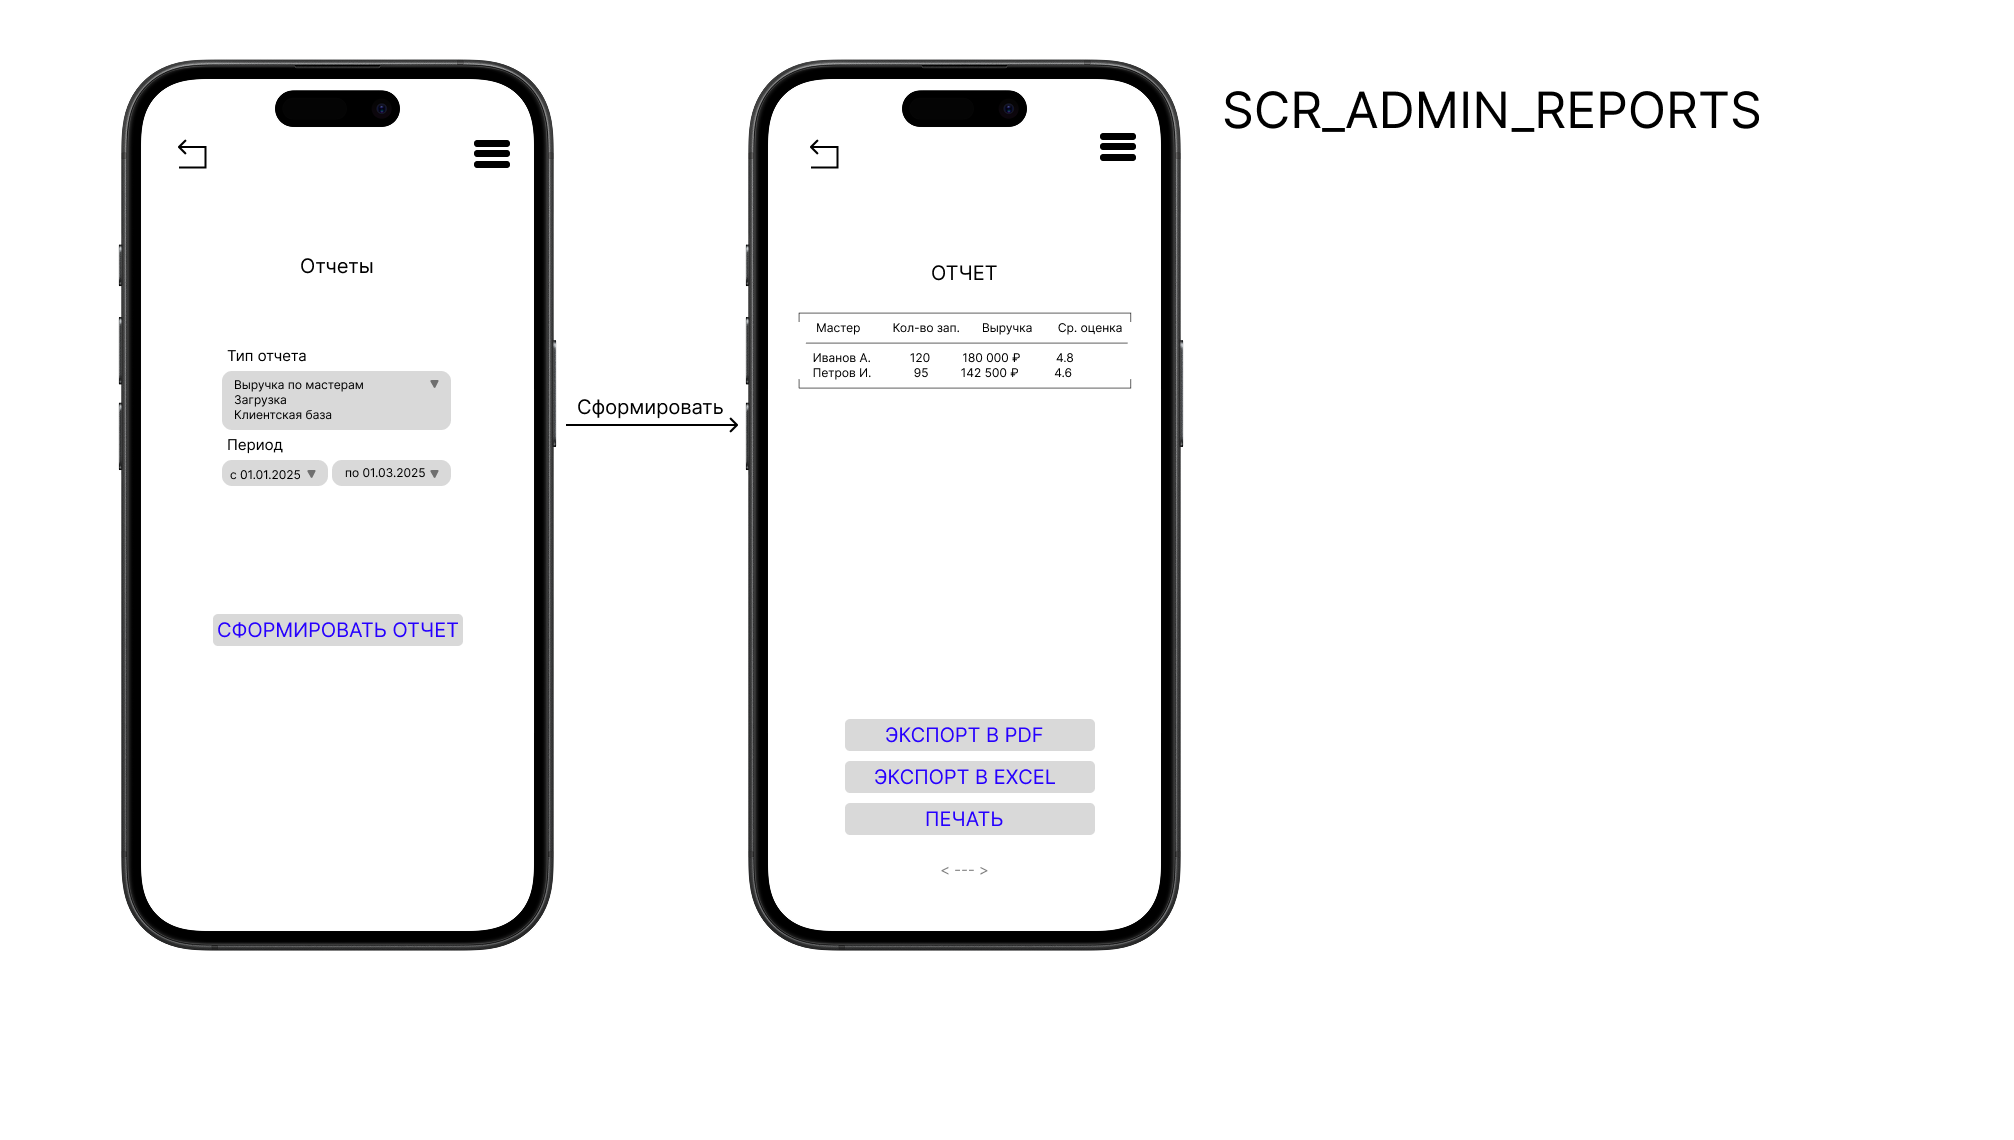 SCR_ADMIN_REPORTS
Отчеты
Тип отчета
Выручка по мастерам ▼
Загрузка
Клиентская база
Период
с 01.01.2025 ▼ по 01.03.2025 ▼
СФОРМИРОВАТЬ ОТЧЕТ
Сформировать
ОТЧЕТ
Мастер Кол-во зап. Выручка Ср. оценка
Иванов А. 120 180 000 ₽ 4.8
Петров И. 95 142 500 ₽ 4.6
ЭКСПОРТ В PDF
ЭКСПОРТ В EXCEL
ПЕЧАТЬ
< --- >